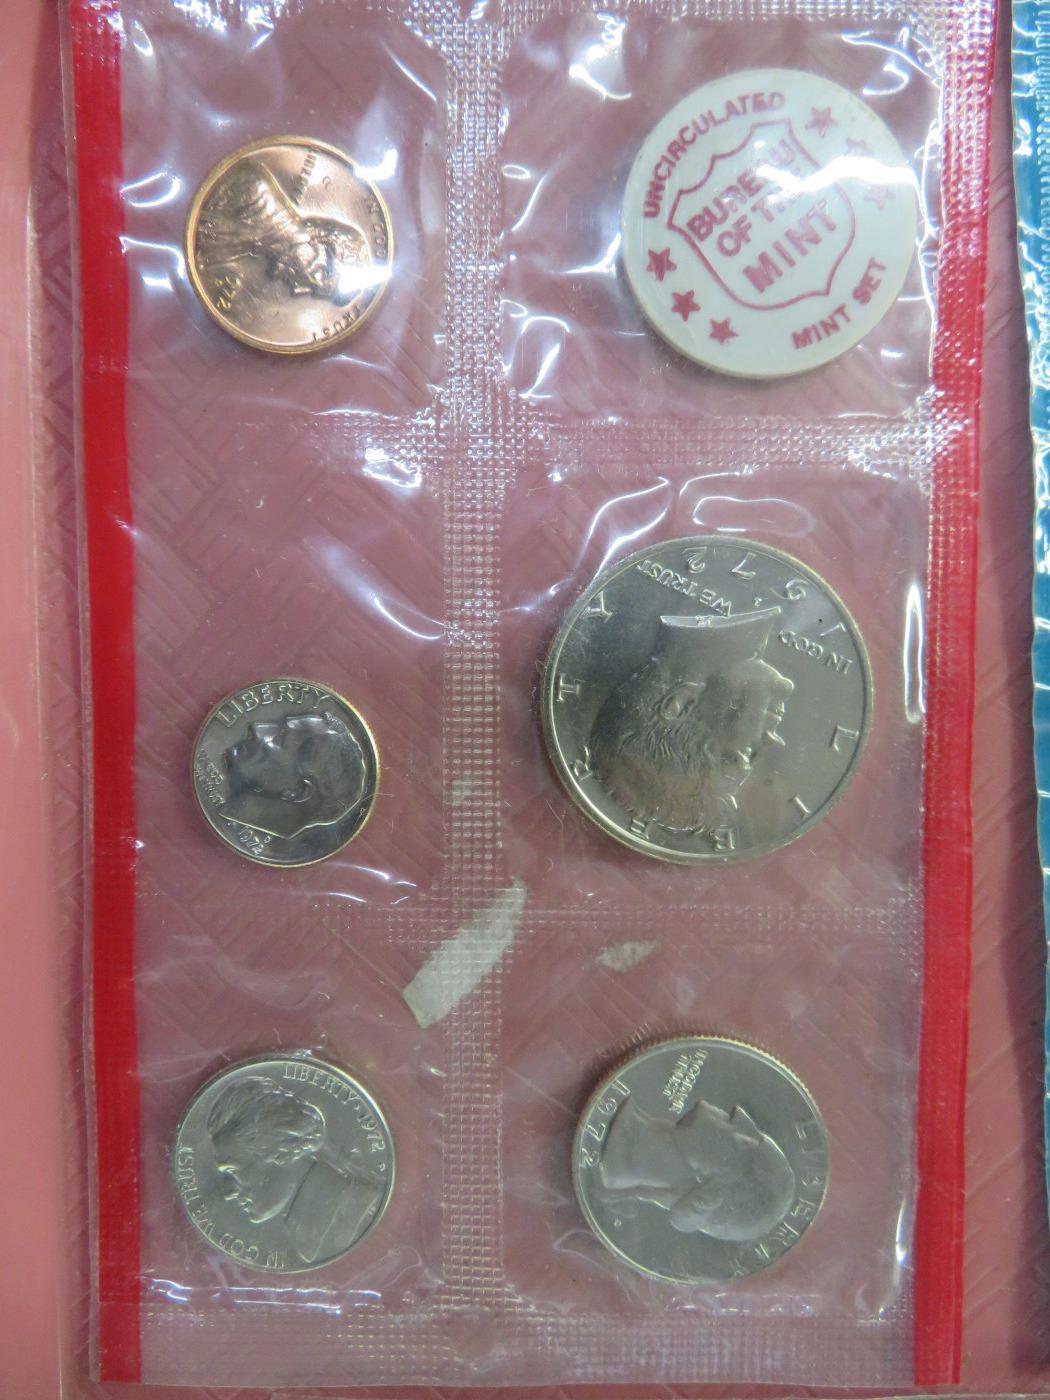 UNCIRCULATED
BUREAU
OF THE
MINT
MINT SET
IN GOD
TRUST
LIBERTY
1972
D
LIBERTY
1972
IN GOD
WE TRUST
LIBERTY • 1972
D
IN GOD WE TRUST
LIBERTY
IN GOD WE
TRUST
1972
D